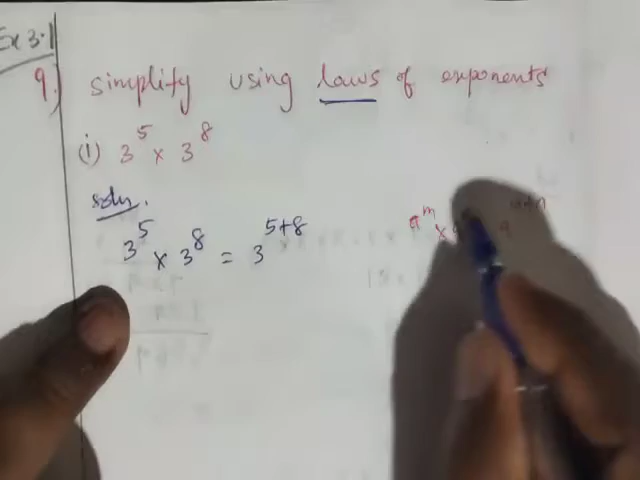 Ex 3.1
9.) Simplify using laws of exponents
(i) 3^5 × 3^8
soln.
3^5 × 3^8 = 3^{5+8}
a^m ×